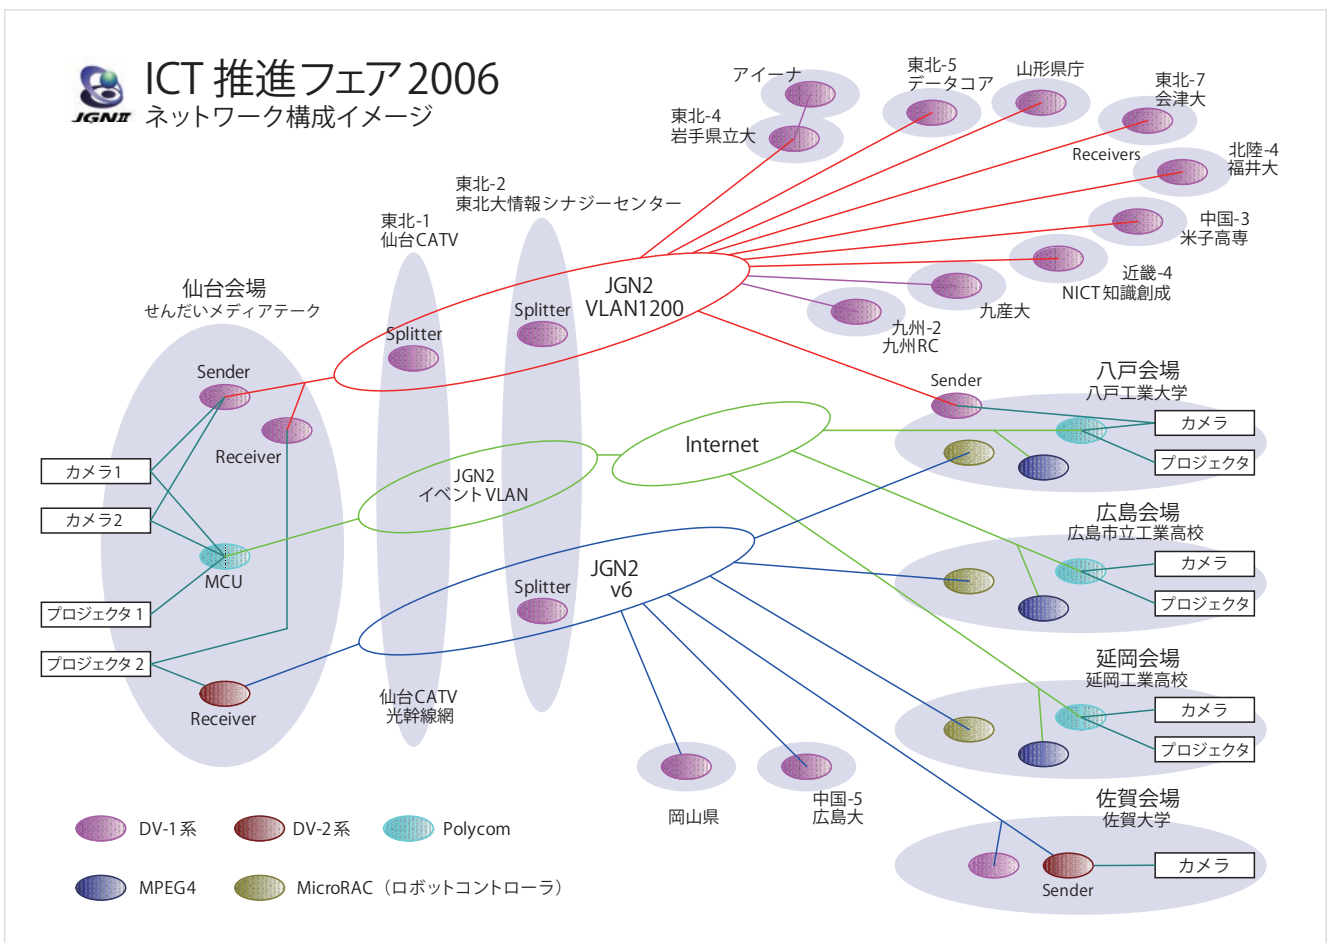 JGNII
ICT 推進フェア2006
ネットワーク構成イメージ
アイーナ
東北-4
岩手県立大
東北-5
データコア
山形県庁
東北-7
会津大
Receivers
北陸-4
福井大
中国-3
米子高専
近畿-4
NICT知識創成
九産大
九州-2
九州RC
東北-2
東北大情報シナジーセンター
東北-1
仙台CATV
JGN2
VLAN1200
Splitter
Splitter
仙台会場
せんだいメディアテーク
Sender
Receiver
カメラ1
カメラ2
MCU
プロジェクタ 1
プロジェクタ 2
Receiver
JGN2
イベントVLAN
Internet
JGN2
v6
Splitter
仙台CATV
光幹線網
Sender
八戸会場
八戸工業大学
カメラ
プロジェクタ
広島会場
広島市立工業高校
カメラ
プロジェクタ
延岡会場
延岡工業高校
カメラ
プロジェクタ
佐賀会場
佐賀大学
カメラ
Sender
岡山県
中国-5
広島大
DV-1系
DV-2系
Polycom
MPEG4
MicroRAC（ロボットコントローラ）